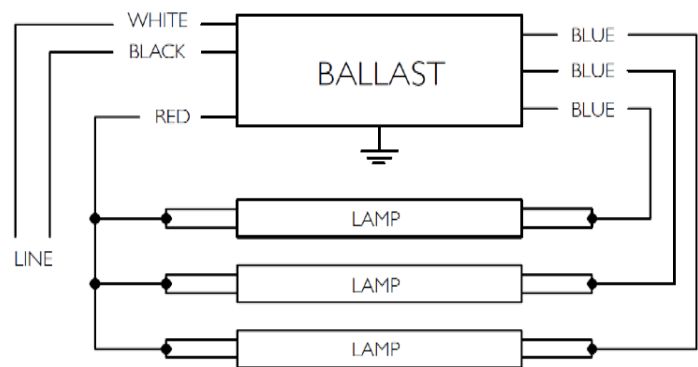 WHITE
BLACK
RED
BALLAST
BLUE
BLUE
BLUE
LINE
LAMP
LAMP
LAMP